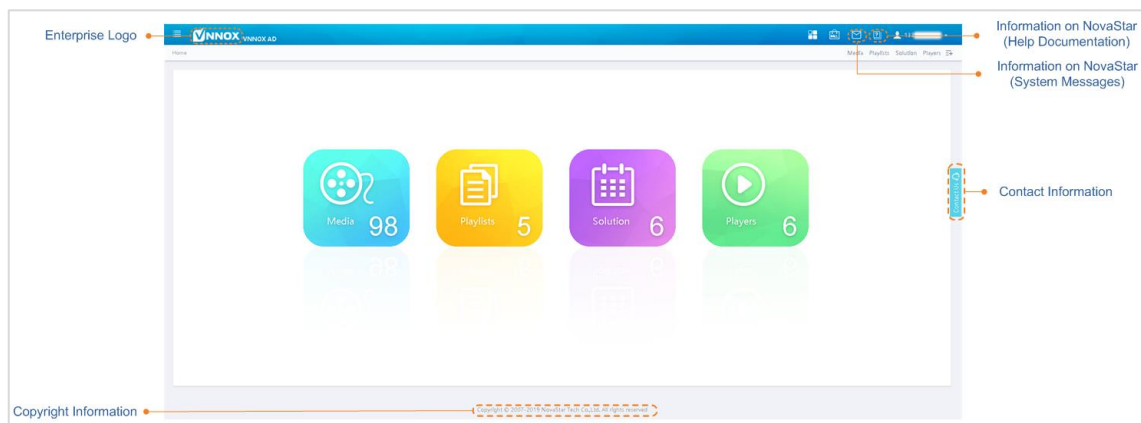 Enterprise Logo
VNNOX VNNOX AD
Information on NovaStar
(Help Documentation)
Home
Media Playlists Solution Players
Information on NovaStar
(System Messages)
Contact Us
Contact Information
Media 98
Playlists 5
Solution 6
Players 6
Copyright Information
Copyright © 2007-2019 NovaStar Tech Co.,Ltd. All rights reserved